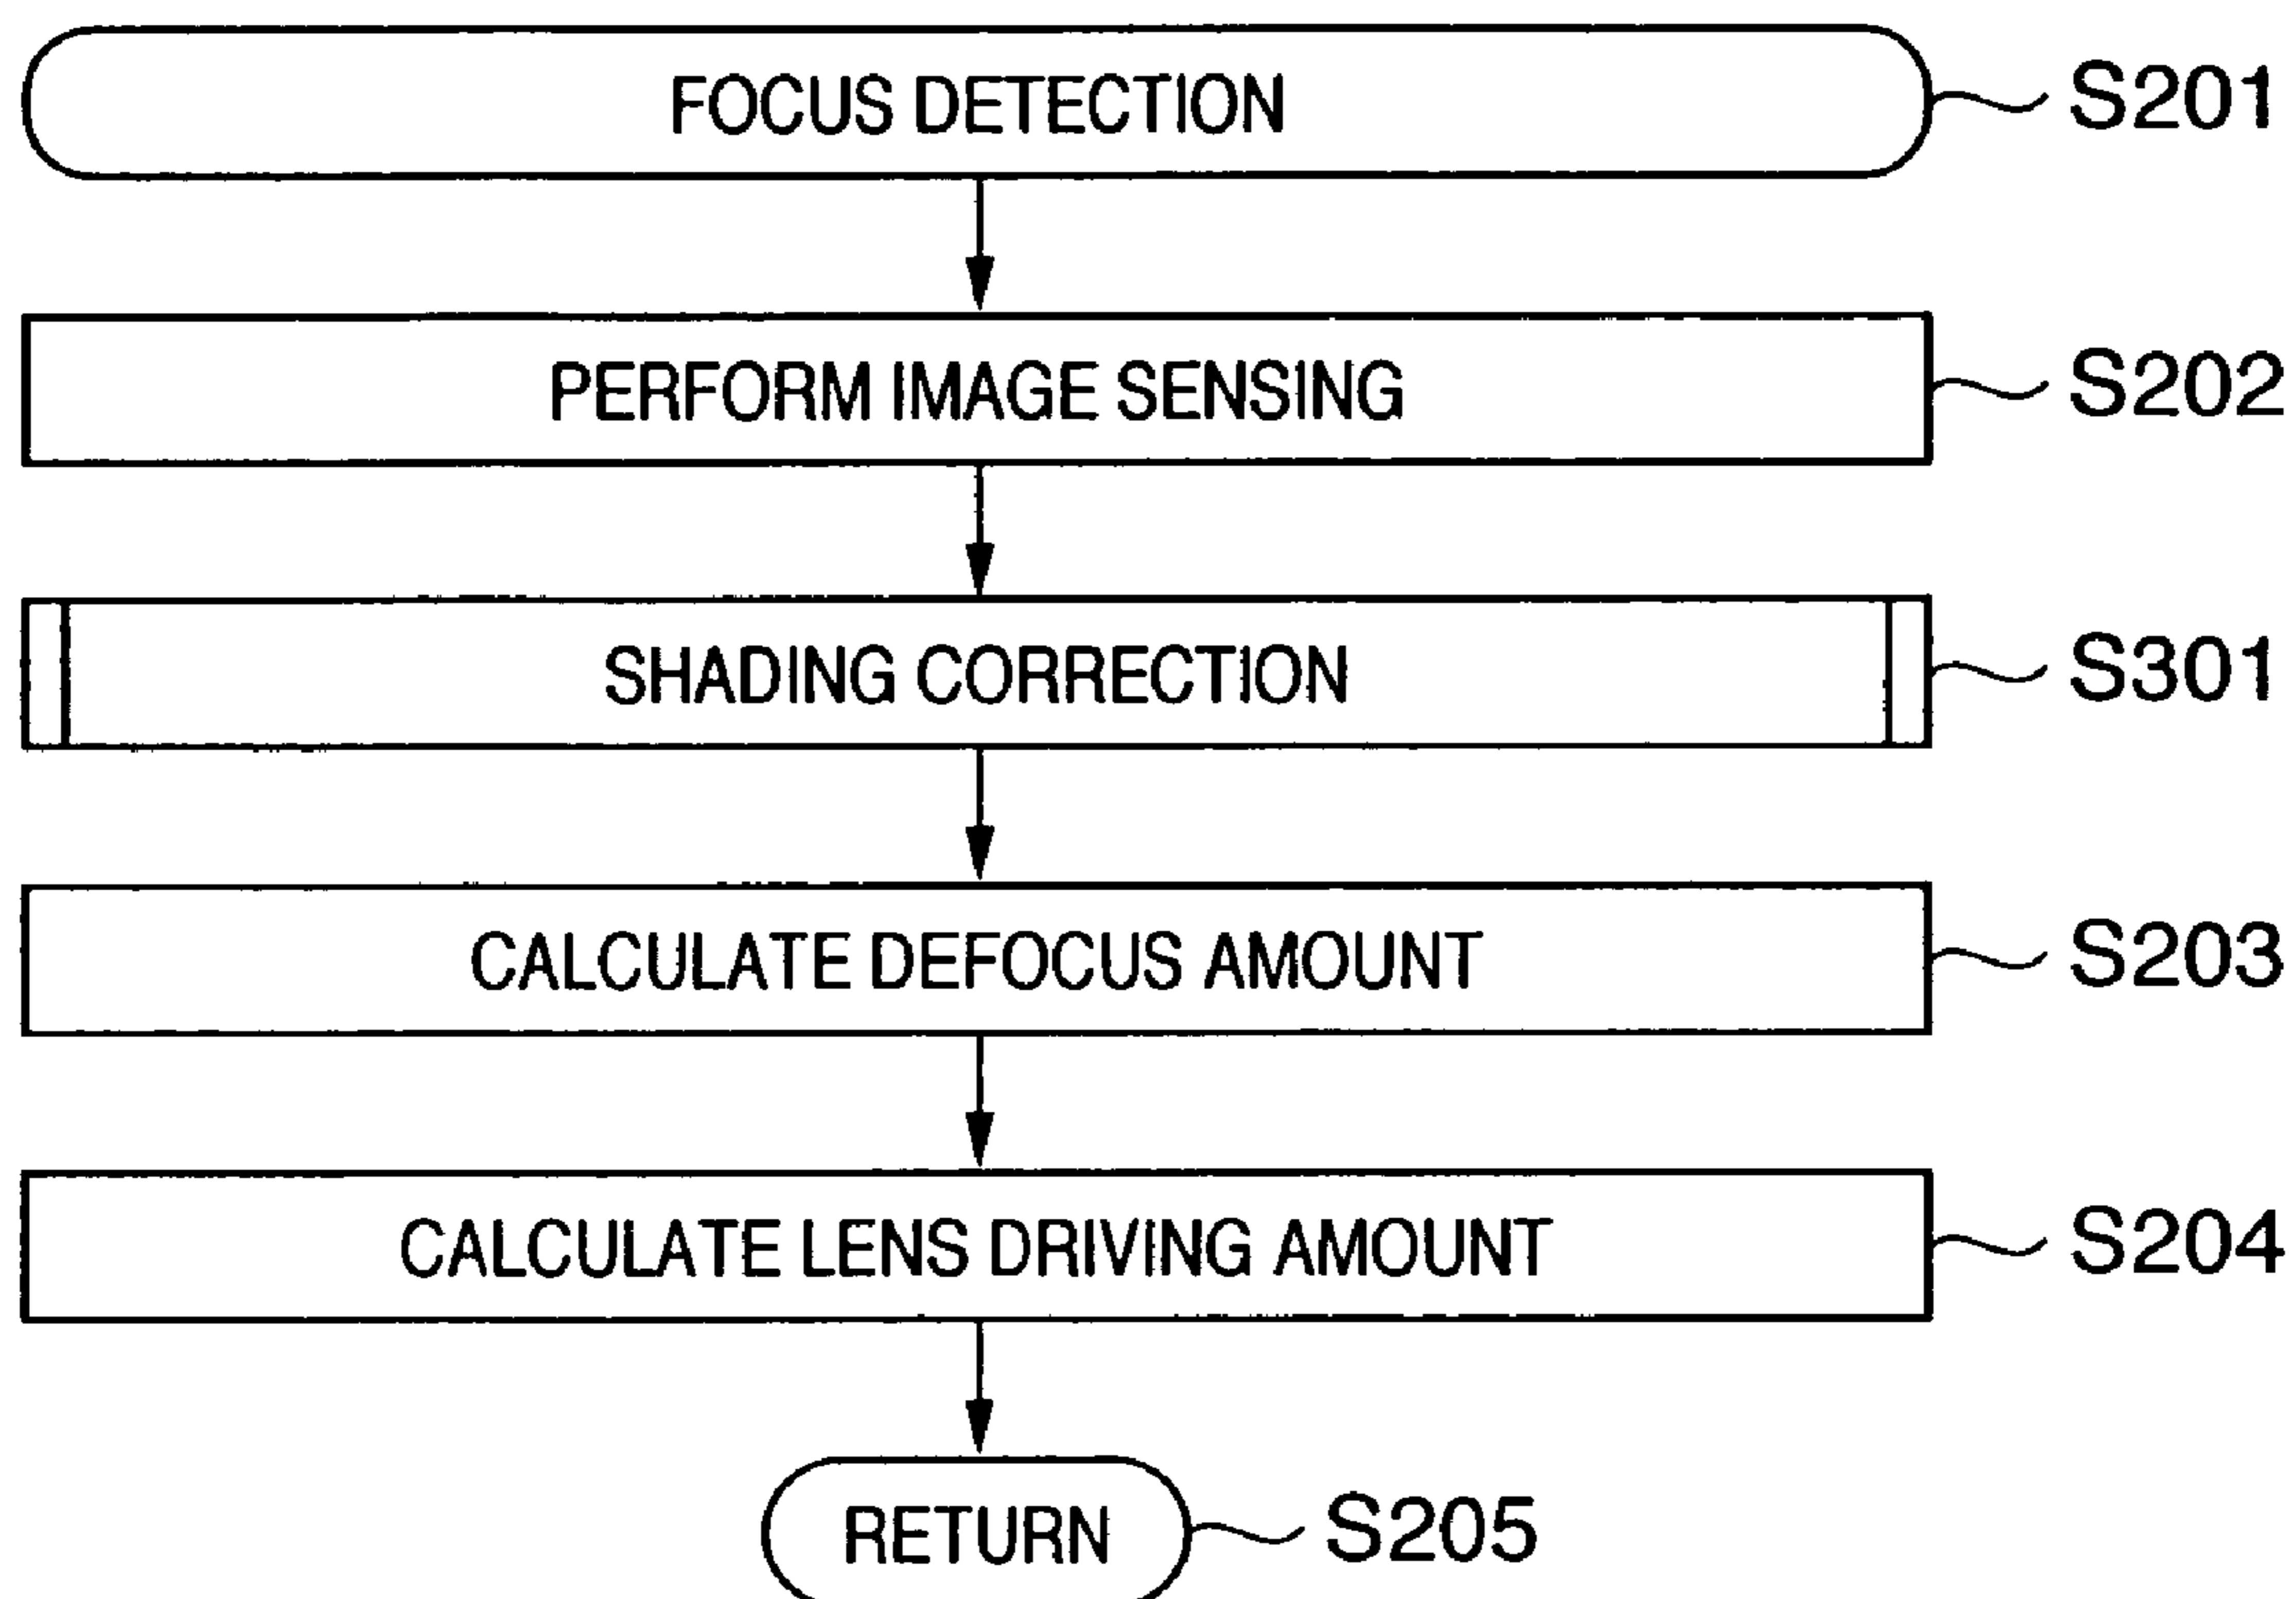 FOCUS DETECTION S201
PERFORM IMAGE SENSING S202
SHADING CORRECTION S301
CALCULATE DEFOCUS AMOUNT S203
CALCULATE LENS DRIVING AMOUNT S204
RETURN S205